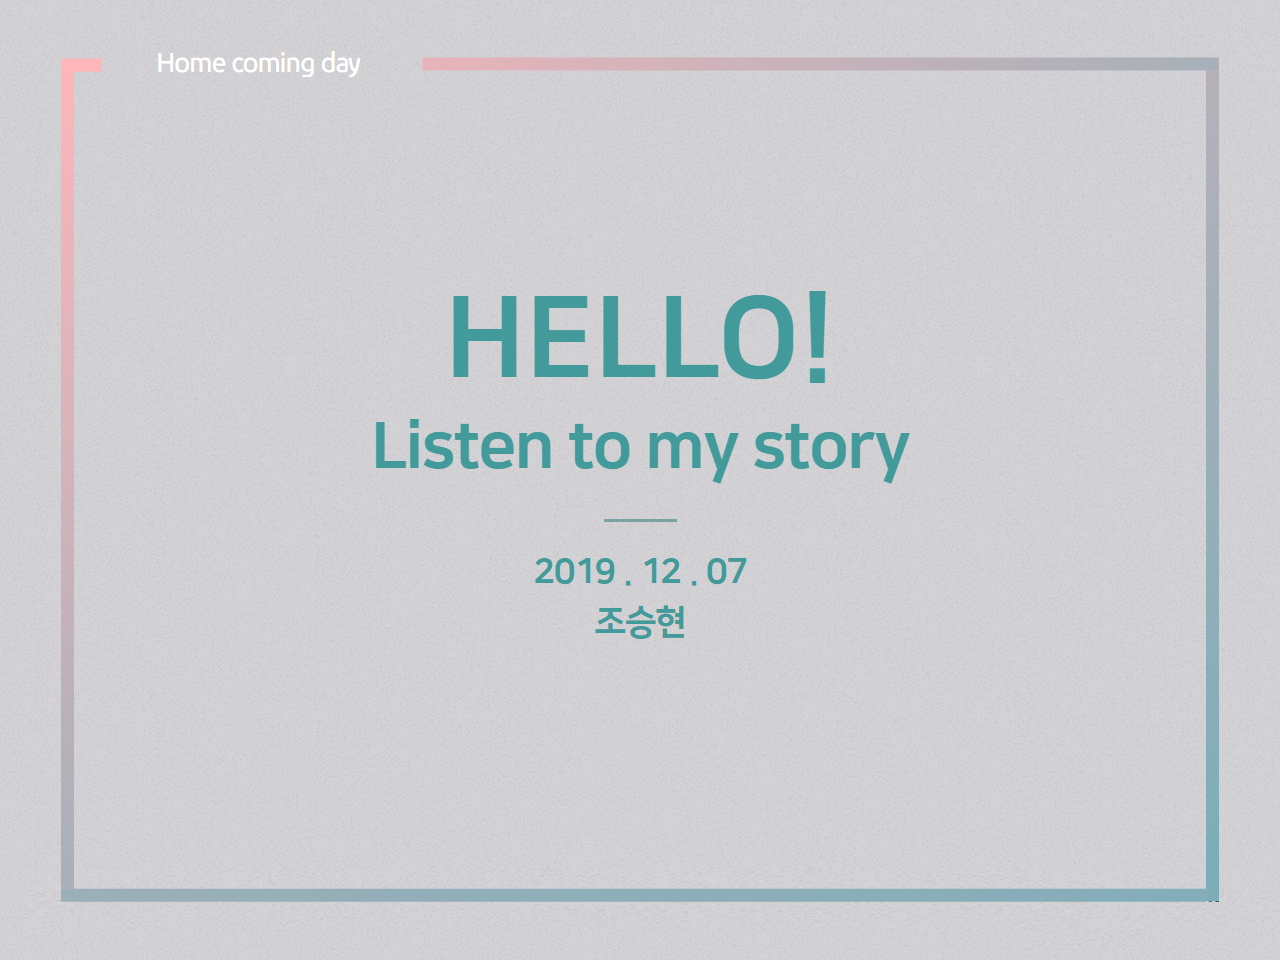 Home coming day
HELLO!
Listen to my story
2019 . 12 . 07
조승현